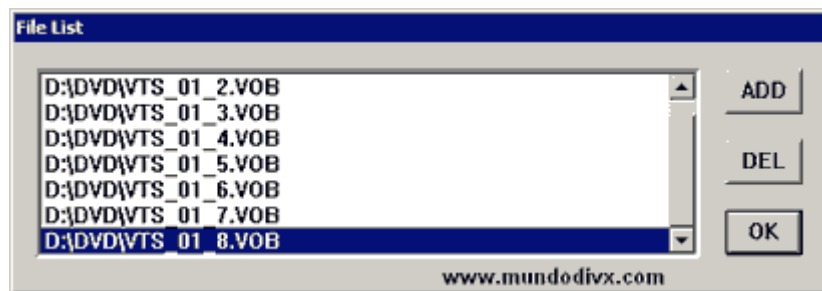 File List
D:\DVD\VTS_01_2.VOB
D:\DVD\VTS_01_3.VOB
D:\DVD\VTS_01_4.VOB
D:\DVD\VTS_01_5.VOB
D:\DVD\VTS_01_6.VOB
D:\DVD\VTS_01_7.VOB
D:\DVD\VTS_01_8.VOB
ADD
DEL
OK
www.mundodivx.com